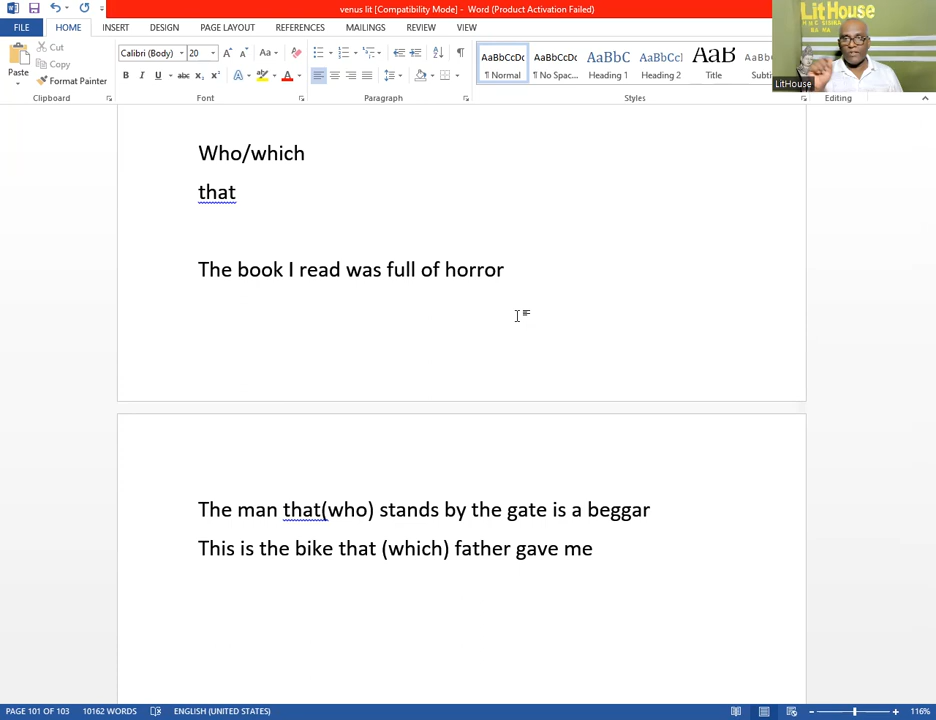 venus lit [Compatibility Mode] - Word (Product Activation Failed)
FILE HOME INSERT DESIGN PAGE LAYOUT REFERENCES MAILINGS REVIEW VIEW
Paste
Cut
Copy
Format Painter
Clipboard
Calibri (Body) 20
Font
Paragraph
AaBbCcDc AaBbCcDc AaBbC AaBbCcI AaB AaBb
¶ Normal ¶ No Spac... Heading 1 Heading 2 Title Subti
Styles
Editing
LitHouse
LitHouse
Who/which
that
The book I read was full of horror
The man that(who) stands by the gate is a beggar
This is the bike that (which) father gave me
PAGE 101 OF 103 10162 WORDS ENGLISH (UNITED STATES) 116%